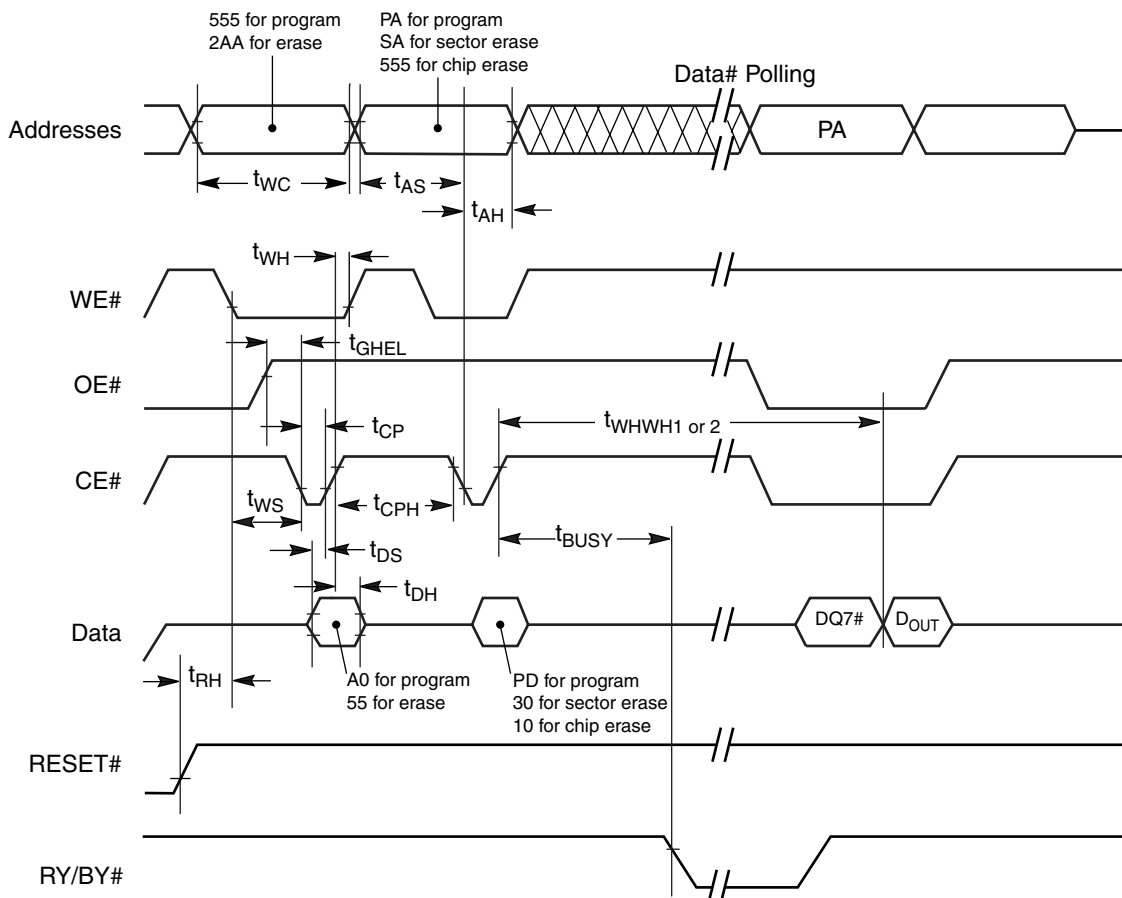 555 for program
2AA for erase
PA for program
SA for sector erase
555 for chip erase
Data# Polling
Addresses
PA
tWC
tAS
tAH
tWH
WE#
tGHEL
OE#
tWHWH1 or 2
tCP
CE#
tWS
tCPH
tBUSY
tDS
tDH
Data
DQ7#
DOUT
tRH
A0 for program
55 for erase
PD for program
30 for sector erase
10 for chip erase
RESET#
RY/BY#